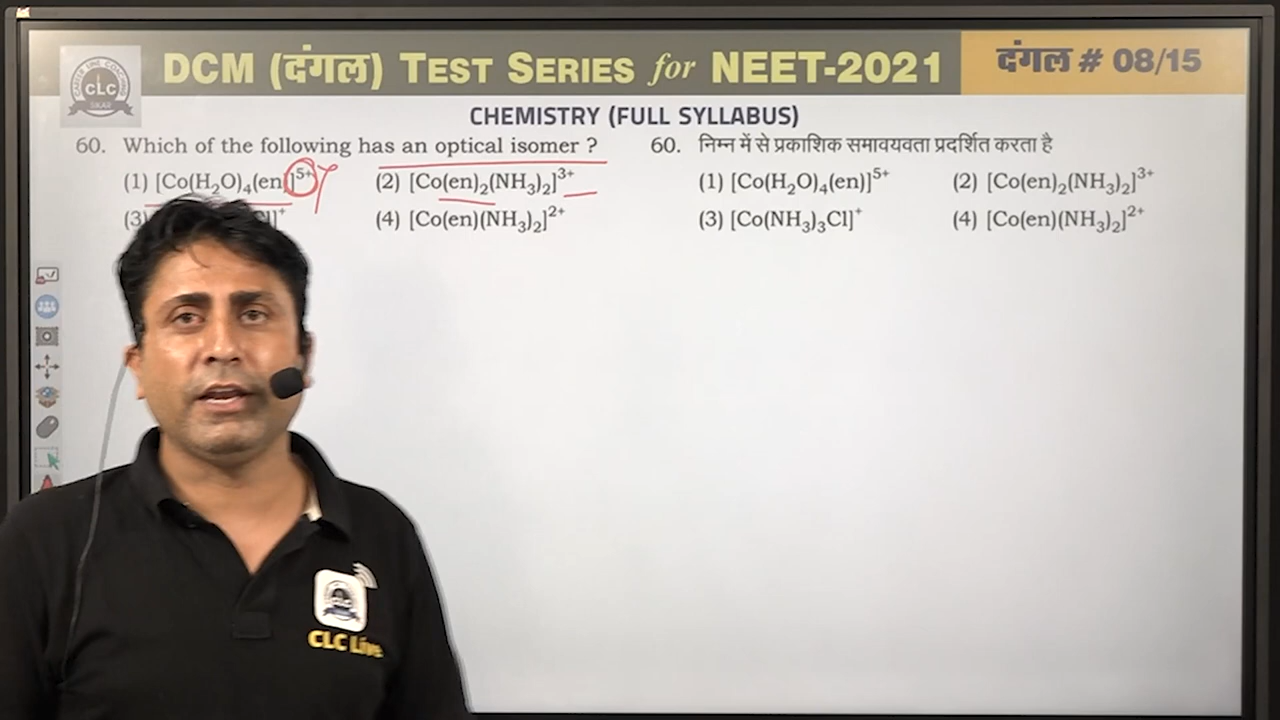 DCM (दंगल) TEST SERIES for NEET-2021
दंगल # 08/15
CHEMISTRY (FULL SYLLABUS)
60. Which of the following has an optical isomer ?
(1) [Co(H₂O)₄(en)]⁵⁺ (2) [Co(en)₂(NH₃)₂]³⁺
(3) l]⁺ (4) [Co(en)(NH₃)₂]²⁺
60. निम्न में से प्रकाशिक समावयवता प्रदर्शित करता है
(1) [Co(H₂O)₄(en)]⁵⁺ (2) [Co(en)₂(NH₃)₂]³⁺
(3) [Co(NH₃)₃Cl]⁺ (4) [Co(en)(NH₃)₂]²⁺
CLC
SIKAR
CLC
CLC Live